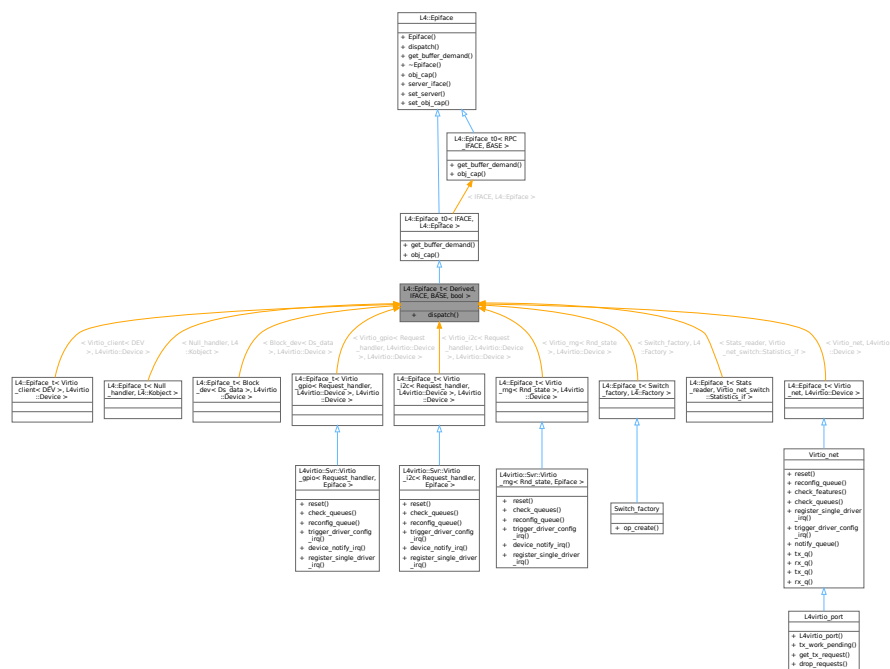 L4::Epiface
+ Epiface()
+ dispatch()
+ get_buffer_demand()
+ ~Epiface()
+ obj_cap()
+ server_iface()
+ set_server()
+ set_obj_cap()
L4::Epiface_t0< RPC
_IFACE, BASE >
+ get_buffer_demand()
+ obj_cap()
< IFACE, L4::Epiface >
L4::Epiface_t0< IFACE,
L4::Epiface >
+ get_buffer_demand()
+ obj_cap()
L4::Epiface_t< Derived,
IFACE, BASE, bool >
+ dispatch()
< Virtio_client< DEV
>, L4virtio::Device >
< Null_handler, L4
::Kobject >
< Block_dev< Ds_data
>, L4virtio::Device >
< Virtio_gpio< Request
_handler, L4virtio::Device
>, L4virtio::Device >
< Virtio_i2c< Request
_handler, L4virtio::Device
>, L4virtio::Device >
< Virtio_rng< Rnd_state
>, L4virtio::Device >
< Switch_factory, L4
::Factory >
< Stats_reader, Virtio
_net_switch::Statistics_if >
< Virtio_net, L4virtio
::Device >
L4::Epiface_t< Virtio
_client< DEV >, L4virtio
::Device >
L4::Epiface_t< Null
_handler, L4::Kobject >
L4::Epiface_t< Block
_dev< Ds_data >, L4virtio
::Device >
L4::Epiface_t< Virtio
_gpio< Request_handler,
L4virtio::Device >, L4virtio
::Device >
L4::Epiface_t< Virtio
_i2c< Request_handler,
L4virtio::Device >, L4virtio
::Device >
L4::Epiface_t< Virtio
_rng< Rnd_state >, L4virtio
::Device >
L4::Epiface_t< Switch
_factory, L4::Factory >
L4::Epiface_t< Stats
_reader, Virtio_net_switch
::Statistics_if >
L4::Epiface_t< Virtio
_net, L4virtio::Device >
L4virtio::Svr::Virtio
_gpio< Request_handler,
Epiface >
+ reset()
+ check_queues()
+ reconfig_queue()
+ trigger_driver_config
_irq()
+ device_notify_irq()
+ register_single_driver
_irq()
L4virtio::Svr::Virtio
_i2c< Request_handler,
Epiface >
+ reset()
+ check_queues()
+ reconfig_queue()
+ trigger_driver_config
_irq()
+ device_notify_irq()
+ register_single_driver
_irq()
L4virtio::Svr::Virtio
_rng< Rnd_state, Epiface >
+ reset()
+ check_queues()
+ reconfig_queue()
+ trigger_driver_config
_irq()
+ device_notify_irq()
+ register_single_driver
_irq()
Switch_factory
+ op_create()
Virtio_net
+ reset()
+ reconfig_queue()
+ check_features()
+ check_queues()
+ register_single_driver
_irq()
+ trigger_driver_config
_irq()
+ notify_queue()
+ tx_q()
+ rx_q()
+ tx_q()
+ rx_q()
L4virtio_port
+ L4virtio_port()
+ tx_work_pending()
+ get_tx_request()
+ drop_requests()